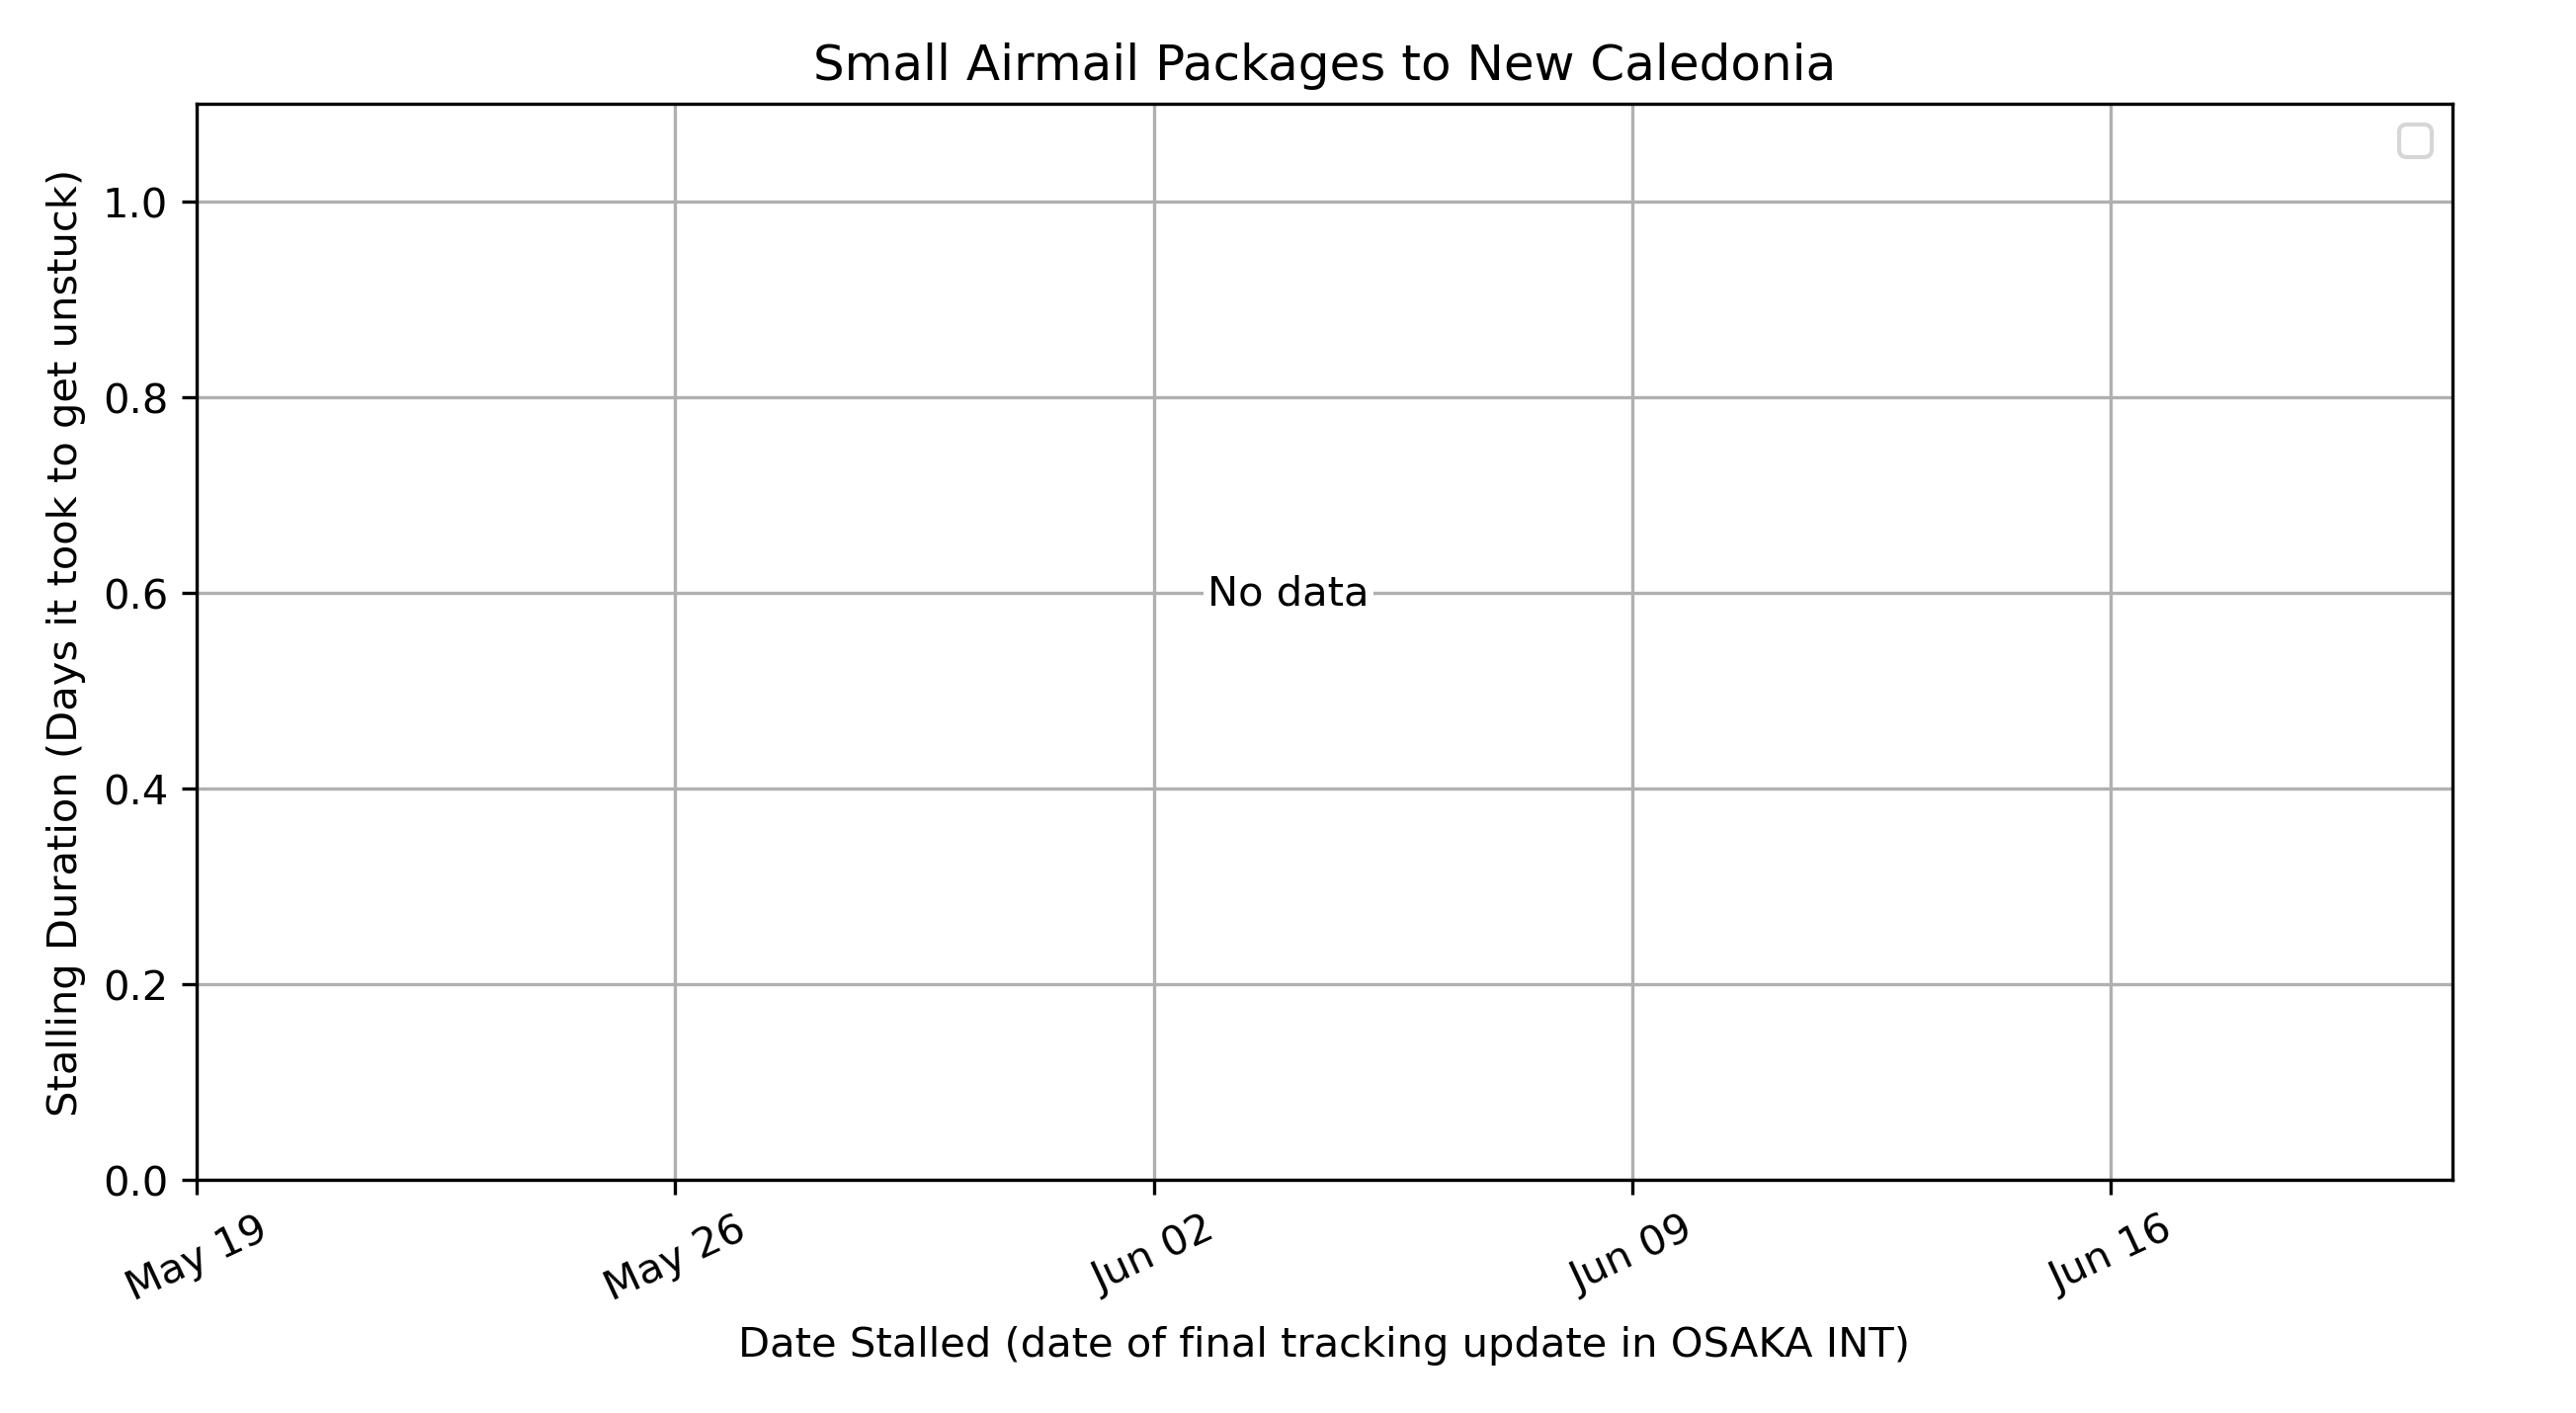 Small Airmail Packages to New Caledonia
Stalling Duration (Days it took to get unstuck)
1.0
0.8
0.6
0.4
0.2
0.0
No data
May 19
May 26
Jun 02
Jun 09
Jun 16
Date Stalled (date of final tracking update in OSAKA INT)